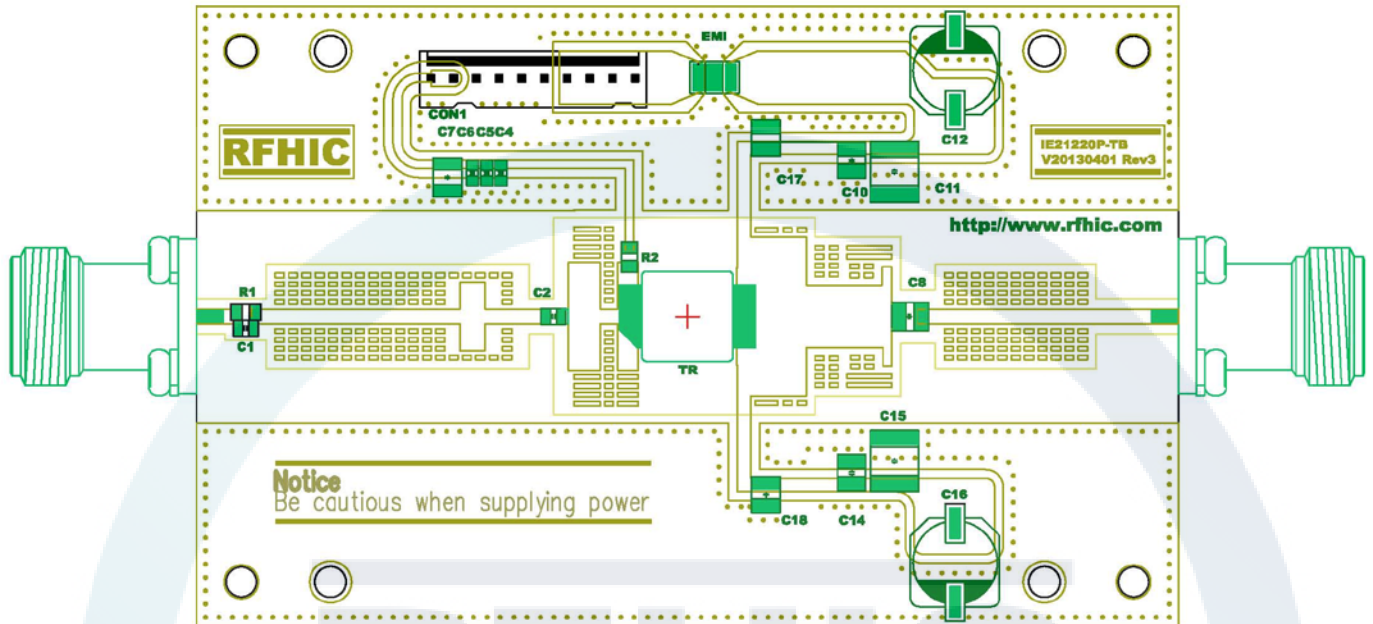 EMI
CON1
C7C6C5C4
C12
RFHIC
IE21220P-TB
V20130401 Rev3
C17
C10
C11
http://www.rfhic.com
R2
R1
C2
C8
C1
TR
C15
Notice
Be cautious when supplying power
C16
C18
C14